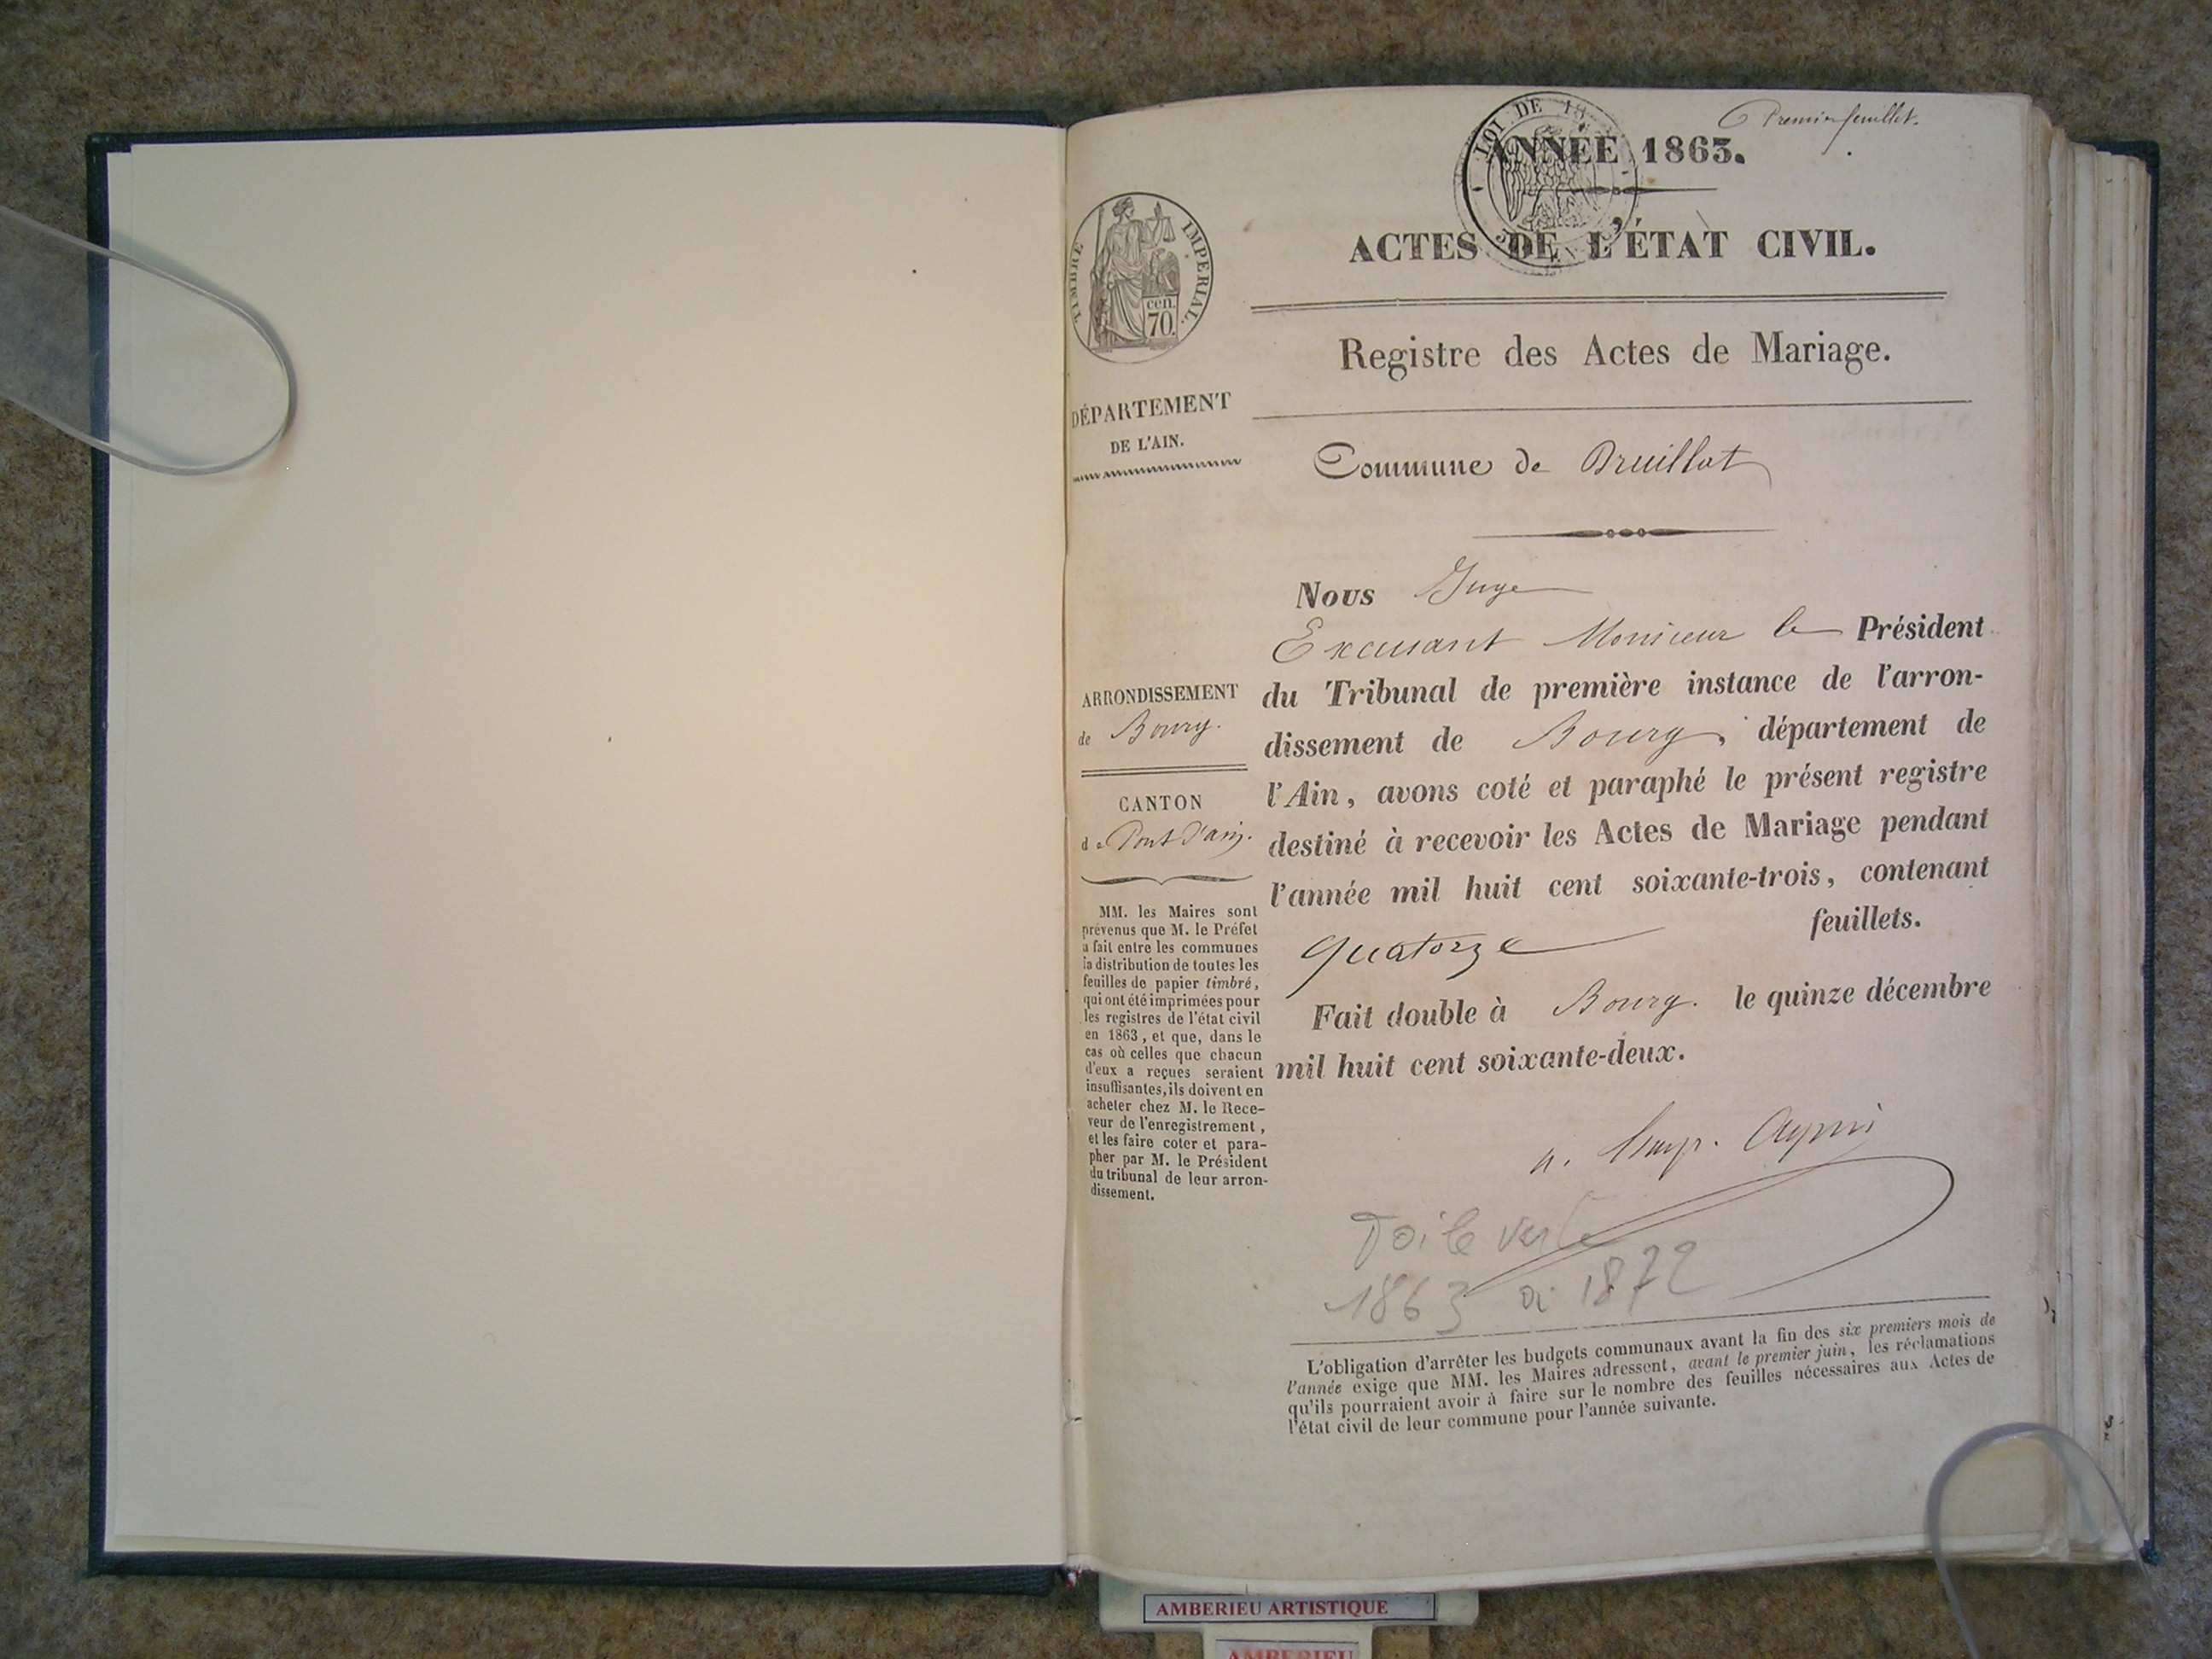 Premier feuillet.
LOI DE 18
ANNÉE 1863.
TIMBRE IMPERIAL.
cen.
70.
ACTES DE L'ÉTAT CIVIL.
Registre des Actes de Mariage.
DÉPARTEMENT
DE L'AIN.
Commune de Druillat
Nous Juge
Excusant Monsieur le Président
du Tribunal de première instance de l'arron-
dissement de Bourg, département de
l'Ain, avons coté et paraphé le présent registre
destiné à recevoir les Actes de Mariage pendant
l'année mil huit cent soixante-trois, contenant
quatorze feuillets.
Fait double à Bourg. le quinze décembre
mil huit cent soixante-deux.
ARRONDISSEMENT
de Bourg.
CANTON
de Pont d'ain.
MM. les Maires sont
prévenus que M. le Préfet
a fait entre les communes
la distribution de toutes les
feuilles de papier timbré,
qui ont été imprimées pour
les registres de l'état civil
en 1863, et que, dans le
cas où celles que chacun
d'eux a reçues seraient
insuffisantes, ils doivent en
acheter chez M. le Rece-
veur de l'enregistrement,
et les faire coter et para-
pher par M. le Président
du tribunal de leur arron-
dissement.
Toile verte
1863 à 1872
L'obligation d'arrêter les budgets communaux avant la fin des six premiers mois de
l'année exige que MM. les Maires adressent, avant le premier juin, les réclamations
qu'ils pourraient avoir à faire sur le nombre des feuilles nécessaires aux Actes de
l'état civil de leur commune pour l'année suivante.
AMBERIEU ARTISTIQUE
AMBERIEU